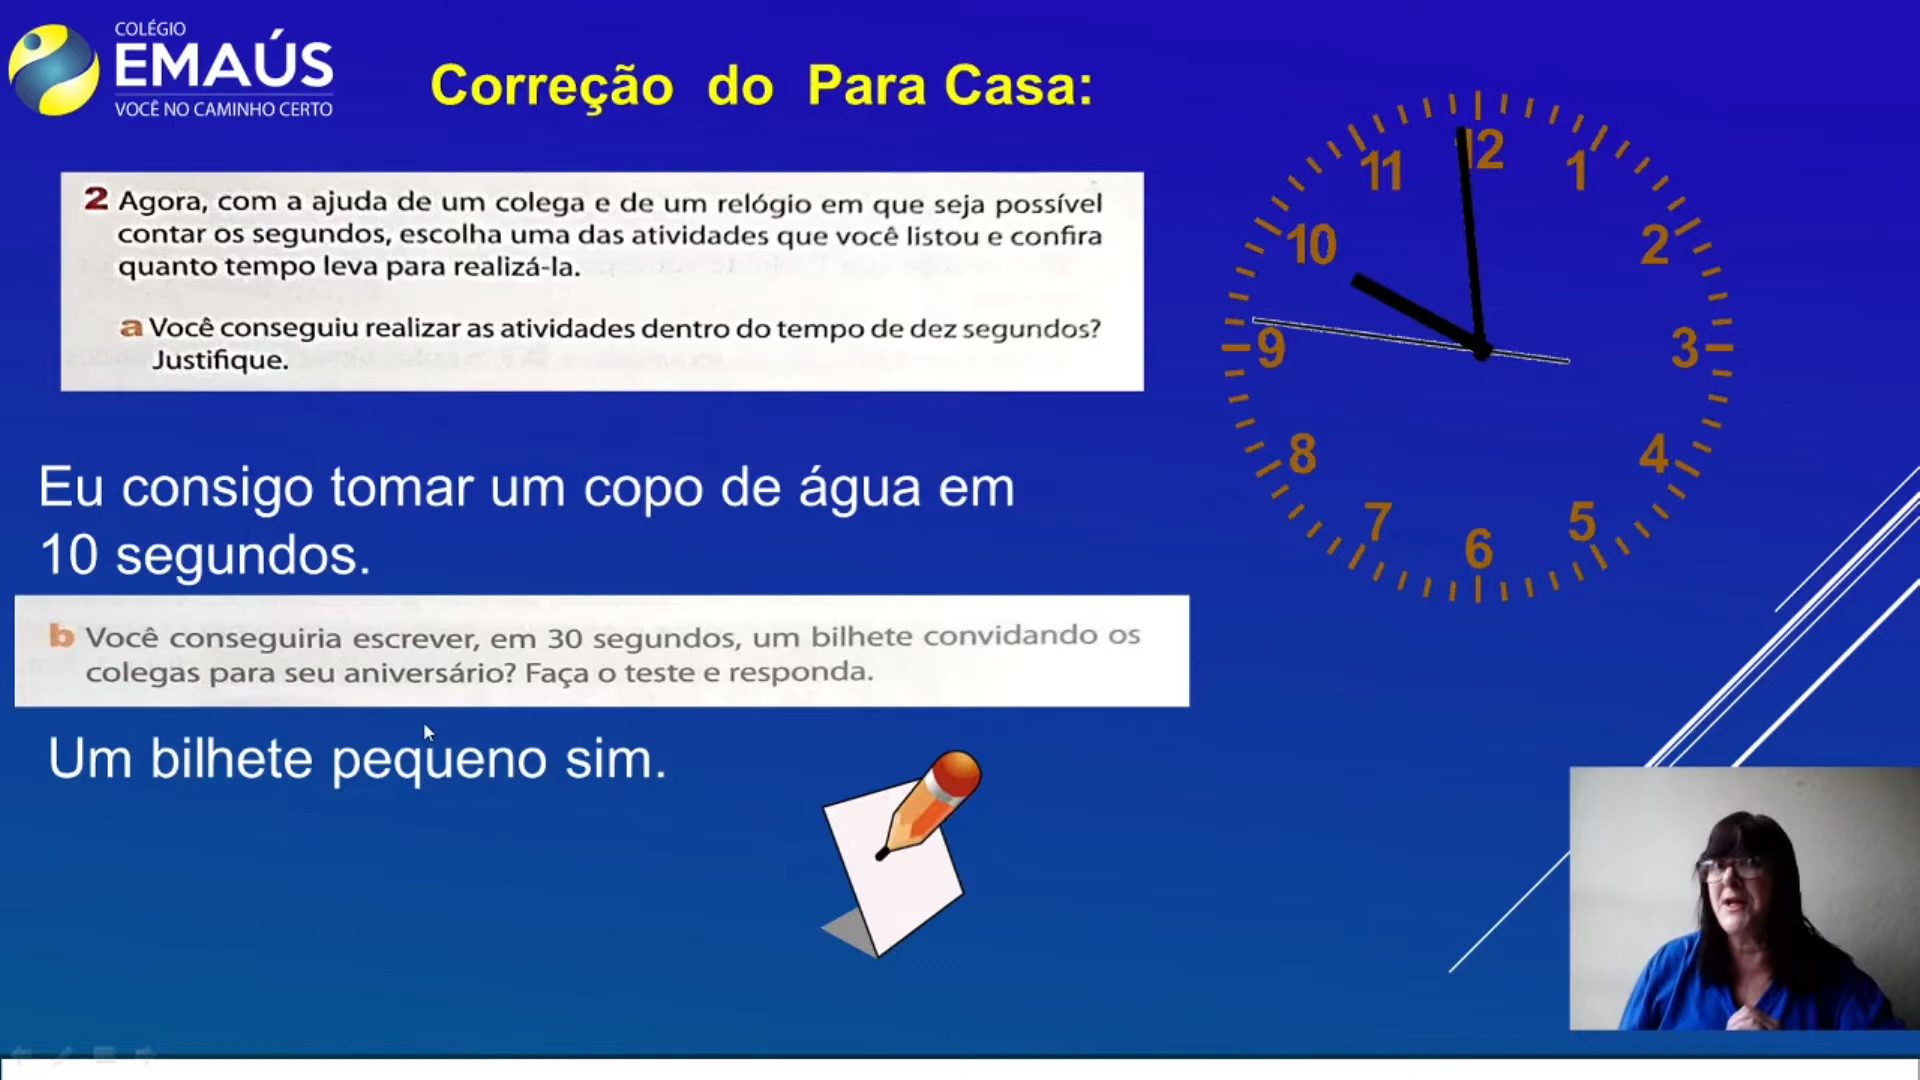 COLÉGIO
EMAÚS
VOCÊ NO CAMINHO CERTO
Correção do Para Casa:
2 Agora, com a ajuda de um colega e de um relógio em que seja possível
contar os segundos, escolha uma das atividades que você listou e confira
quanto tempo leva para realizá-la.
a Você conseguiu realizar as atividades dentro do tempo de dez segundos?
Justifique.
Eu consigo tomar um copo de água em
10 segundos.
b Você conseguiria escrever, em 30 segundos, um bilhete convidando os
colegas para seu aniversário? Faça o teste e responda.
Um bilhete pequeno sim.
12
1
2
3
4
5
6
7
8
9
10
11